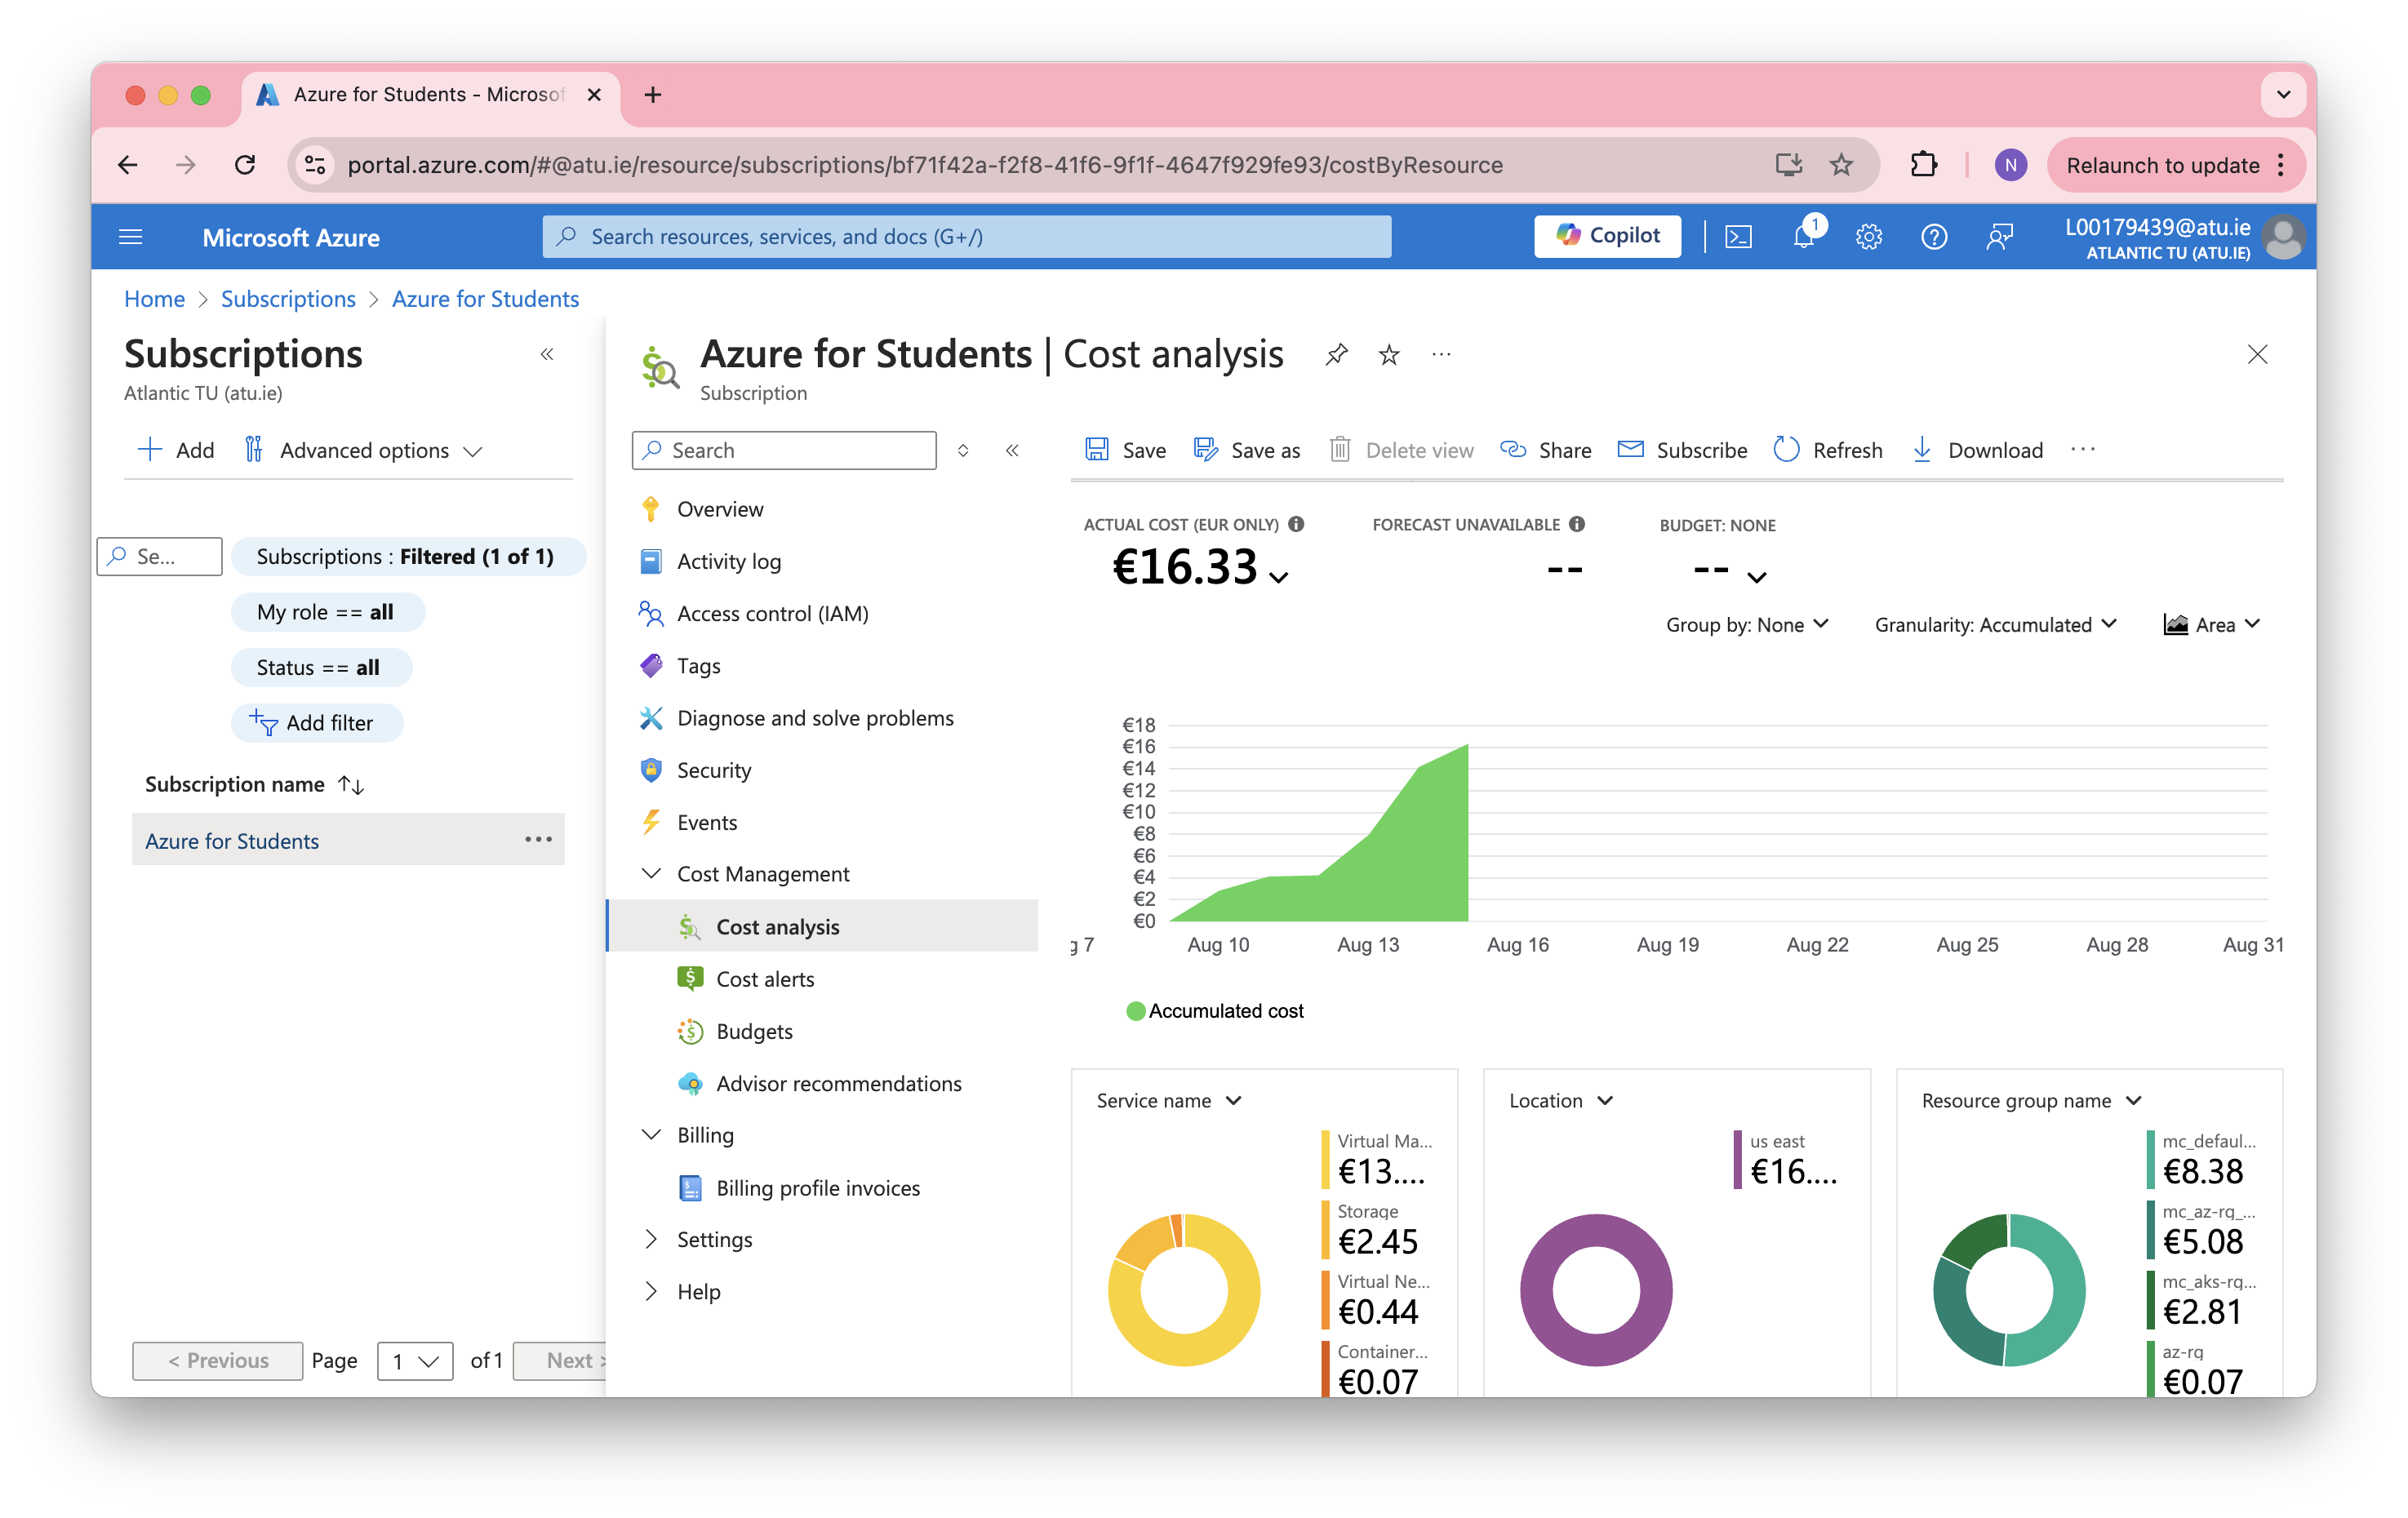 Azure for Students - Microsof
portal.azure.com/#@atu.ie/resource/subscriptions/bf71f42a-f2f8-41f6-9f1f-4647f929fe93/costByResource
N
Relaunch to update
Microsoft Azure
Search resources, services, and docs (G+/)
Copilot
1
L00179439@atu.ie
ATLANTIC TU (ATU.IE)
Home > Subscriptions > Azure for Students
Subscriptions
Atlantic TU (atu.ie)
Add
Advanced options
Se...
Subscriptions : Filtered (1 of 1)
My role == all
Status == all
Add filter
Subscription name
Azure for Students
< Previous
Page
1
of 1
Next >
Azure for Students | Cost analysis
Subscription
Search
Overview
Activity log
Access control (IAM)
Tags
Diagnose and solve problems
Security
Events
Cost Management
Cost analysis
Cost alerts
Budgets
Advisor recommendations
Billing
Billing profile invoices
Settings
Help
Save
Save as
Delete view
Share
Subscribe
Refresh
Download
ACTUAL COST (EUR ONLY)
€16.33
FORECAST UNAVAILABLE
--
BUDGET: NONE
--
Group by: None
Granularity: Accumulated
Area
€18
€16
€14
€12
€10
€8
€6
€4
€2
€0
g 7
Aug 10
Aug 13
Aug 16
Aug 19
Aug 22
Aug 25
Aug 28
Aug 31
Accumulated cost
Service name
Virtual Ma...
€13....
Storage
€2.45
Virtual Ne...
€0.44
Container...
€0.07
Location
us east
€16....
Resource group name
mc_defaul...
€8.38
mc_az-rg_...
€5.08
mc_aks-rg...
€2.81
az-rg
€0.07